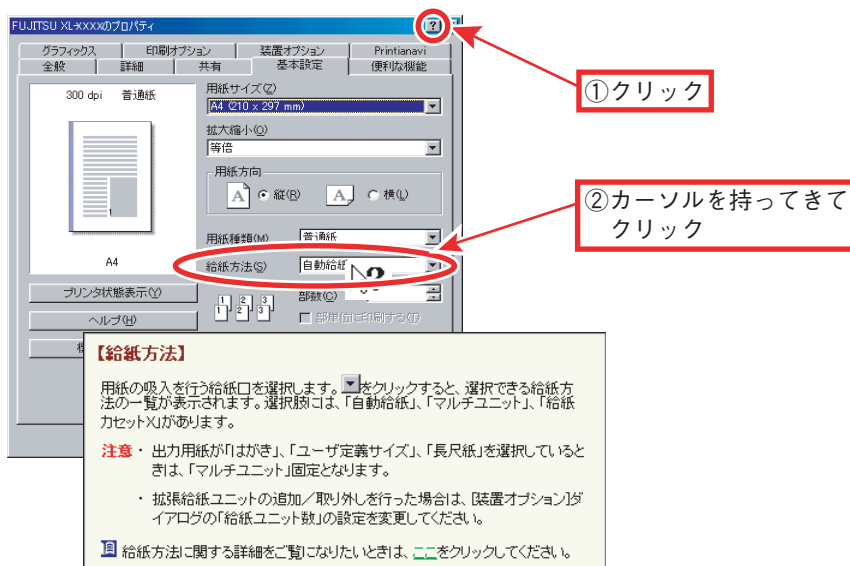 FUJITSU XL-XXXXのプロパティ
?
グラフィックス 印刷オプション 装置オプション Printianavi
全般 詳細 共有 基本設定 便利な機能
①クリック
300 dpi 普通紙
A4
用紙サイズ(Z)
A4 (210 x 297 mm)
拡大縮小(O)
等倍
用紙方向
A 縦(R) A 横(L)
②カーソルを持ってきて
クリック
用紙種類(M) 普通紙
給紙方法(S) 自動給紙
プリンタ状態表示(Y)
1 1 2 2 3 3
部数(C)
ヘルプ(H)
部単位に印刷する(T)
【給紙方法】
用紙の吸入を行う給紙口を選択します。をクリックすると、選択できる給紙方
法の一覧が表示されます。選択肢には、「自動給紙」、「マルチユニット」、「給紙
カセットX」があります。
注意・ 出力用紙が「はがき」、「ユーザ定義サイズ」、「長尺紙」を選択していると
きは、「マルチユニット」固定となります。
・ 拡張給紙ユニットの追加／取り外しを行った場合は、[装置オプション]ダ
イアログの「給紙ユニット数」の設定を変更してください。
給紙方法に関する詳細をご覧になりたいときは、ここをクリックしてください。